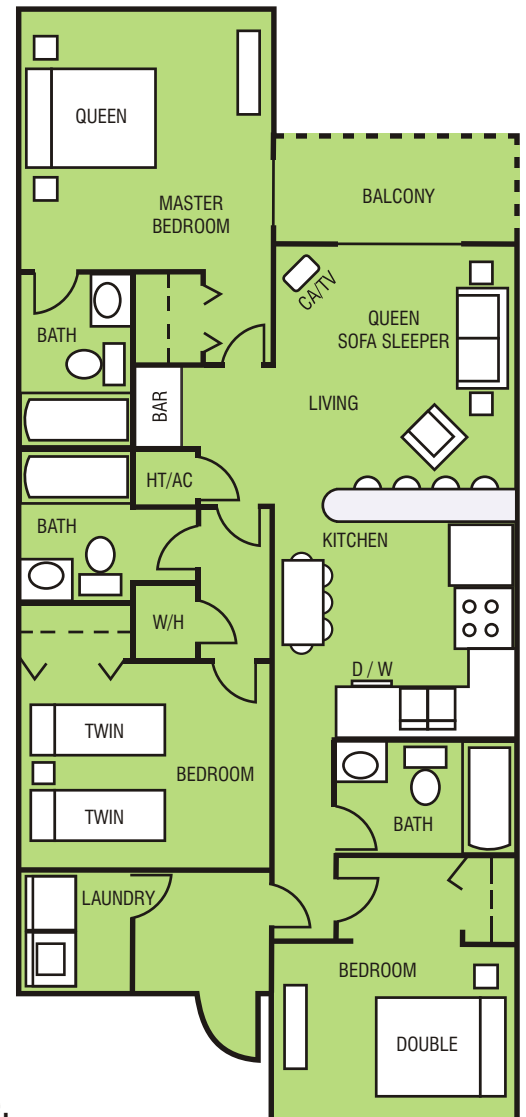 QUEEN
MASTER
BEDROOM
BALCONY
CA/TV
QUEEN
SOFA SLEEPER
BATH
LIVING
BAR
HT/AC
BATH
KITCHEN
W/H
D / W
TWIN
BEDROOM
TWIN
BATH
LAUNDRY
BEDROOM
DOUBLE